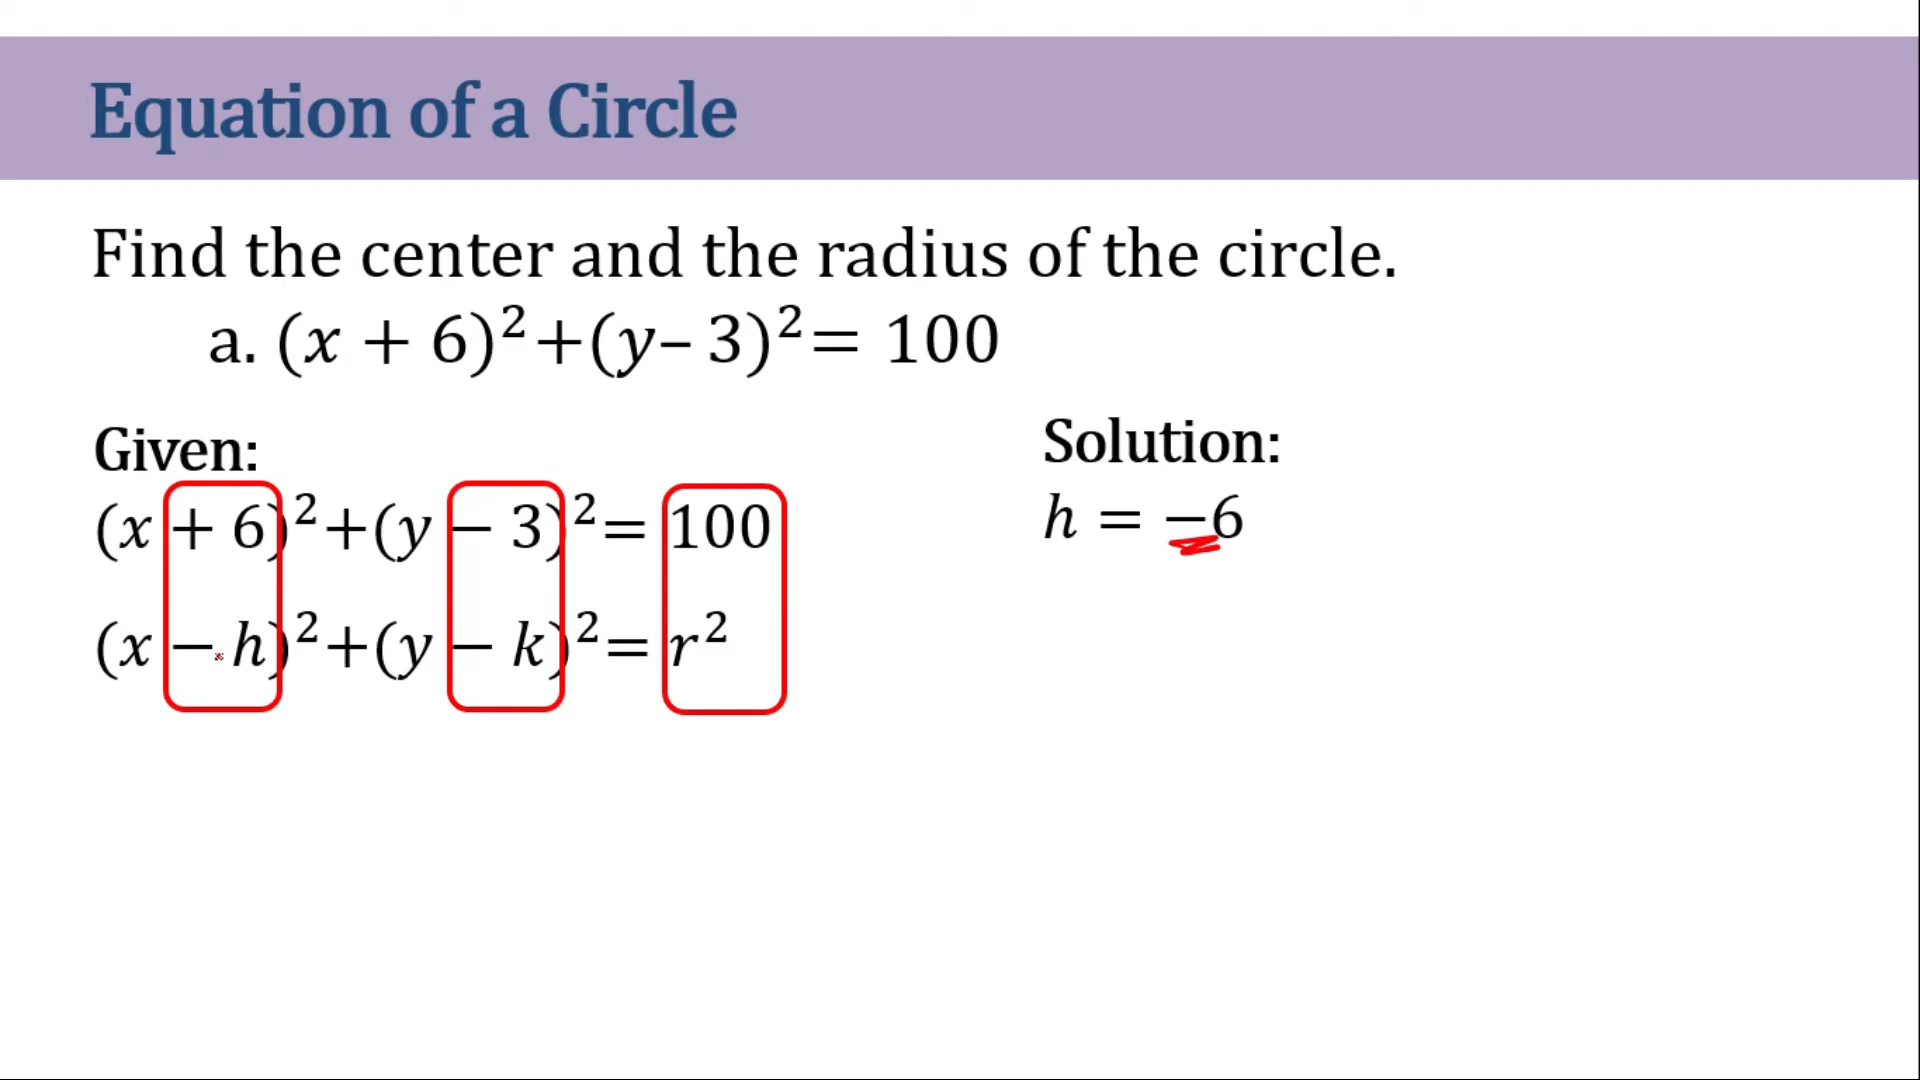 Equation of a Circle
Find the center and the radius of the circle.
a. (x + 6)²+(y– 3)²= 100
Given:
(x + 6)²+(y − 3)²= 100
(x − h)²+(y − k)²= r²
Solution:
h = −6